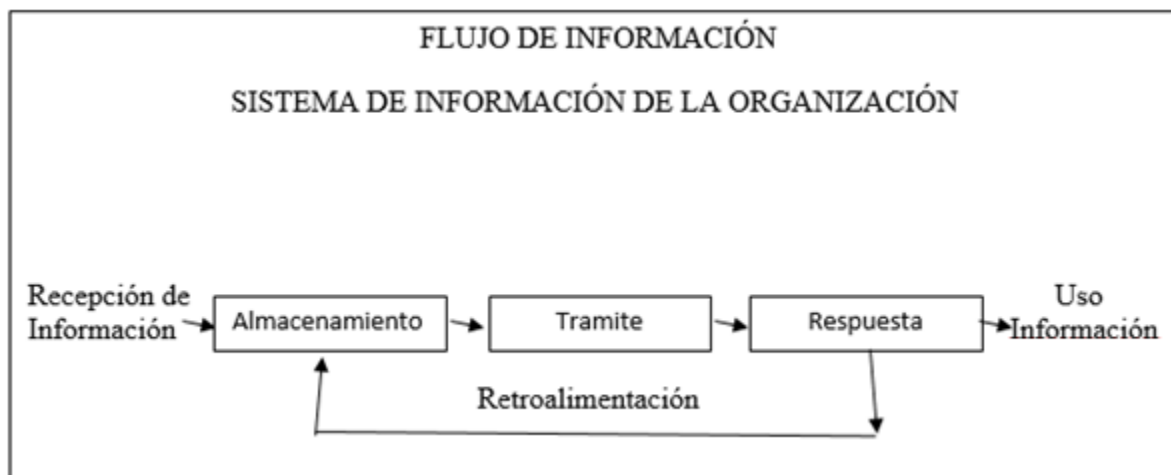 FLUJO DE INFORMACIÓN
SISTEMA DE INFORMACIÓN DE LA ORGANIZACIÓN
Recepción de
Información
Almacenamiento
Tramite
Respuesta
Uso
Información
Retroalimentación